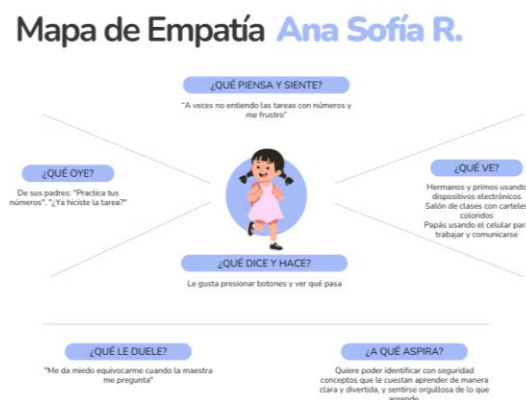 Mapa de Empatía Ana Sofía R.
¿QUÉ PIENSA Y SIENTE?
"A veces no entiendo las tareas con números y
me frustro"
¿QUÉ OYE?
De sus padres: "Practica tus
números", "¿Ya hiciste la tarea?"
¿QUÉ VE?
Hermanos y primos usando
dispositivos electrónicos
Salón de clases con carteles
coloridos
Papás usando el celular para
trabajar y comunicarse
¿QUÉ DICE Y HACE?
Le gusta presionar botones y ver qué pasa
¿QUÉ LE DUELE?
"Me da miedo equivocarme cuando la maestra
me pregunta"
¿A QUÉ ASPIRA?
Quiere poder identificar con seguridad
conceptos que le cuestan aprender de manera
clara y divertida, y sentirse orgullosa de lo que
aprende